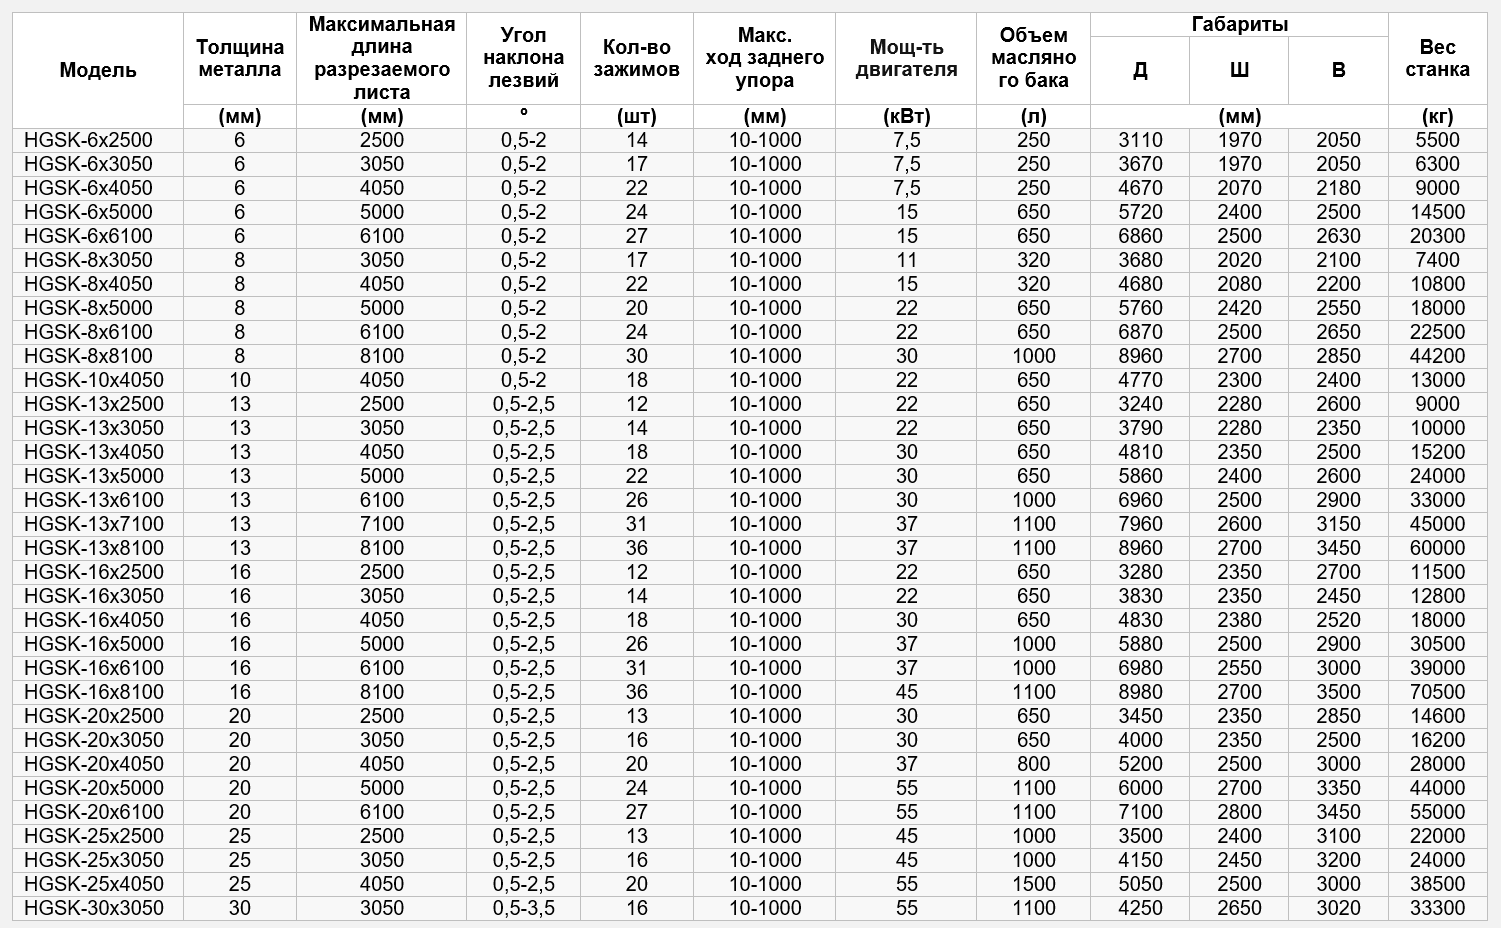 Модель
Толщина металла
Максимальная длина разрезаемого листа
Угол наклона лезвий
Кол-во зажимов
Макс. ход заднего упора
Мощ-ть двигателя
Объем масляно го бака
Габариты
Д Ш В
Вес станка
(мм) (мм) º (шт) (мм) (кВт) (л) (мм) (кг)
HGSK-6x2500 6 2500 0,5-2 14 10-1000 7,5 250 3110 1970 2050 5500
HGSK-6x3050 6 3050 0,5-2 17 10-1000 7,5 250 3670 1970 2050 6300
HGSK-6x4050 6 4050 0,5-2 22 10-1000 7,5 250 4670 2070 2180 9000
HGSK-6x5000 6 5000 0,5-2 24 10-1000 15 650 5720 2400 2500 14500
HGSK-6x6100 6 6100 0,5-2 27 10-1000 15 650 6860 2500 2630 20300
HGSK-8x3050 8 3050 0,5-2 17 10-1000 11 320 3680 2020 2100 7400
HGSK-8x4050 8 4050 0,5-2 22 10-1000 15 320 4680 2080 2200 10800
HGSK-8x5000 8 5000 0,5-2 20 10-1000 22 650 5760 2420 2550 18000
HGSK-8x6100 8 6100 0,5-2 24 10-1000 22 650 6870 2500 2650 22500
HGSK-8x8100 8 8100 0,5-2 30 10-1000 30 1000 8960 2700 2850 44200
HGSK-10x4050 10 4050 0,5-2 18 10-1000 22 650 4770 2300 2400 13000
HGSK-13x2500 13 2500 0,5-2,5 12 10-1000 22 650 3240 2280 2600 9000
HGSK-13x3050 13 3050 0,5-2,5 14 10-1000 22 650 3790 2280 2350 10000
HGSK-13x4050 13 4050 0,5-2,5 18 10-1000 30 650 4810 2350 2500 15200
HGSK-13x5000 13 5000 0,5-2,5 22 10-1000 30 650 5860 2400 2600 24000
HGSK-13x6100 13 6100 0,5-2,5 26 10-1000 30 1000 6960 2500 2900 33000
HGSK-13x7100 13 7100 0,5-2,5 31 10-1000 37 1100 7960 2600 3150 45000
HGSK-13x8100 13 8100 0,5-2,5 36 10-1000 37 1100 8960 2700 3450 60000
HGSK-16x2500 16 2500 0,5-2,5 12 10-1000 22 650 3280 2350 2700 11500
HGSK-16x3050 16 3050 0,5-2,5 14 10-1000 22 650 3830 2350 2450 12800
HGSK-16x4050 16 4050 0,5-2,5 18 10-1000 30 650 4830 2380 2520 18000
HGSK-16x5000 16 5000 0,5-2,5 26 10-1000 37 1000 5880 2500 2900 30500
HGSK-16x6100 16 6100 0,5-2,5 31 10-1000 37 1000 6980 2550 3000 39000
HGSK-16x8100 16 8100 0,5-2,5 36 10-1000 45 1100 8980 2700 3500 70500
HGSK-20x2500 20 2500 0,5-2,5 13 10-1000 30 650 3450 2350 2850 14600
HGSK-20x3050 20 3050 0,5-2,5 16 10-1000 30 650 4000 2350 2500 16200
HGSK-20x4050 20 4050 0,5-2,5 20 10-1000 37 800 5200 2500 3000 28000
HGSK-20x5000 20 5000 0,5-2,5 24 10-1000 55 1100 6000 2700 3350 44000
HGSK-20x6100 20 6100 0,5-2,5 27 10-1000 55 1100 7100 2800 3450 55000
HGSK-25x2500 25 2500 0,5-2,5 13 10-1000 45 1000 3500 2400 3100 22000
HGSK-25x3050 25 3050 0,5-2,5 16 10-1000 45 1000 4150 2450 3200 24000
HGSK-25x4050 25 4050 0,5-2,5 20 10-1000 55 1500 5050 2500 3000 38500
HGSK-30x3050 30 3050 0,5-3,5 16 10-1000 55 1100 4250 2650 3020 33300